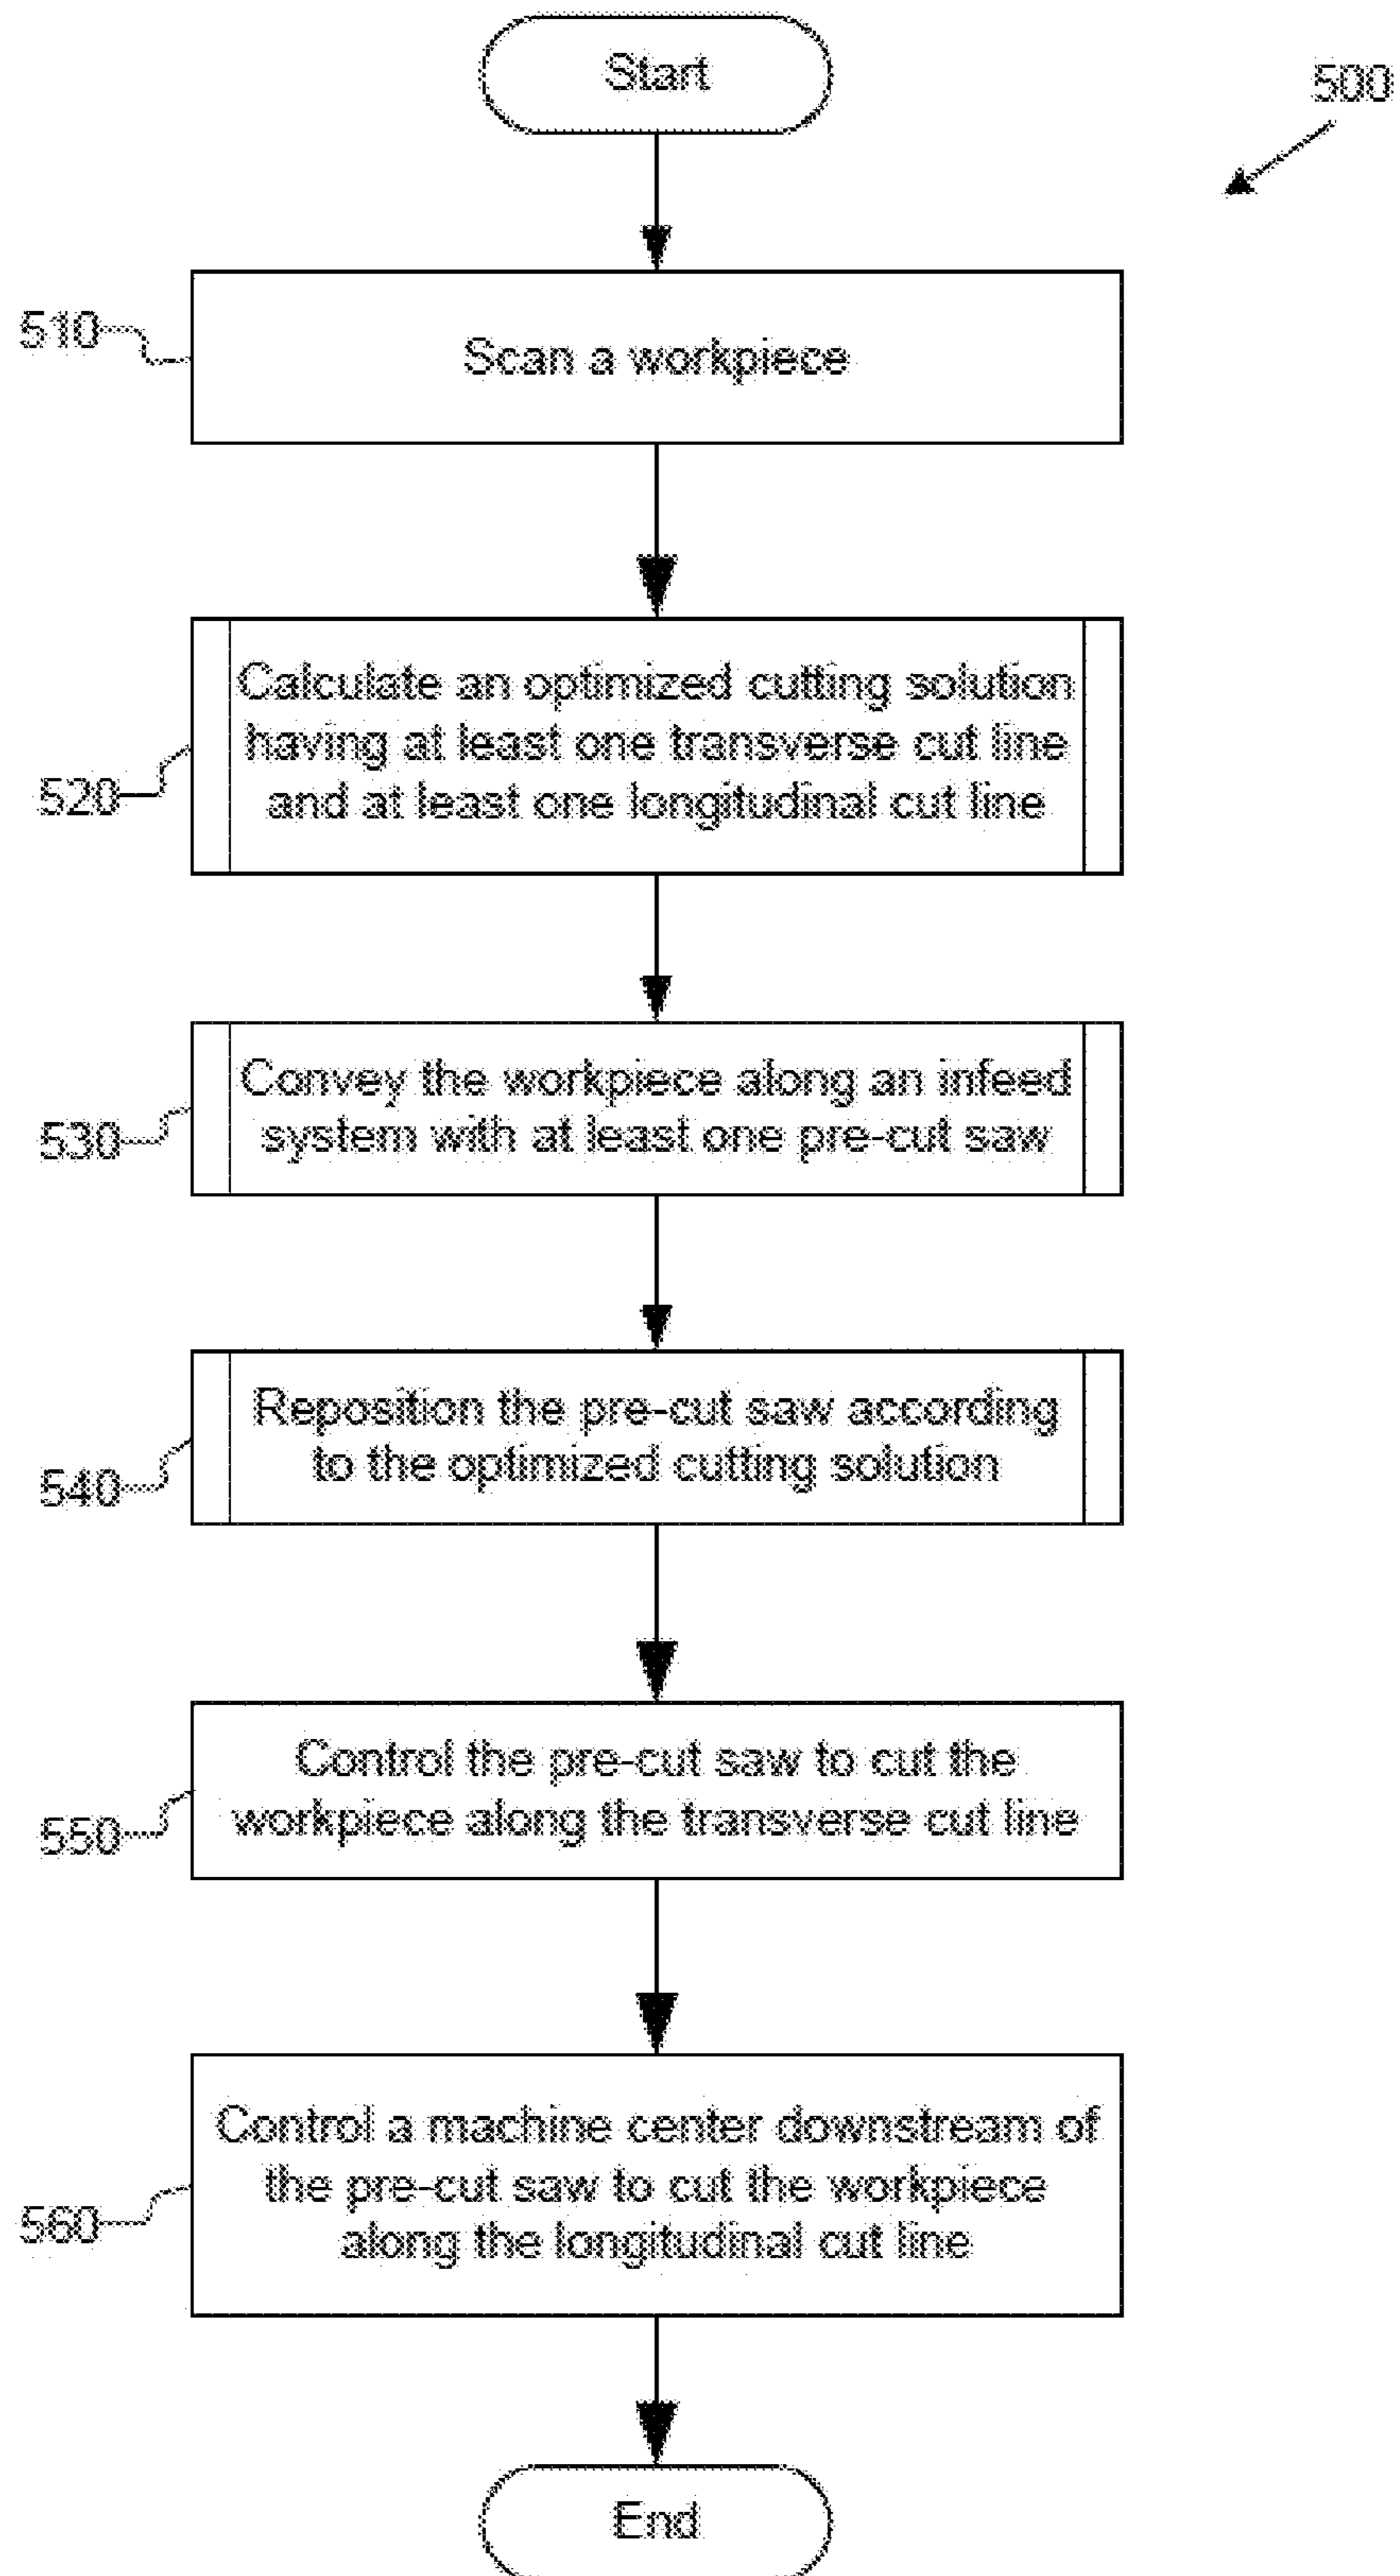 Start
500
510
Scan a workpiece
Calculate an optimized cutting solution
having at least one transverse cut line
and at least one longitudinal cut line
520
Convey the workpiece along an infeed
system with at least one pre-cut saw
530
Reposition the pre-cut saw according
to the optimized cutting solution
540
Control the pre-cut saw to cut the
workpiece along the transverse cut line
550
Control a machine center downstream of
the pre-cut saw to cut the workpiece
along the longitudinal cut line
560
End